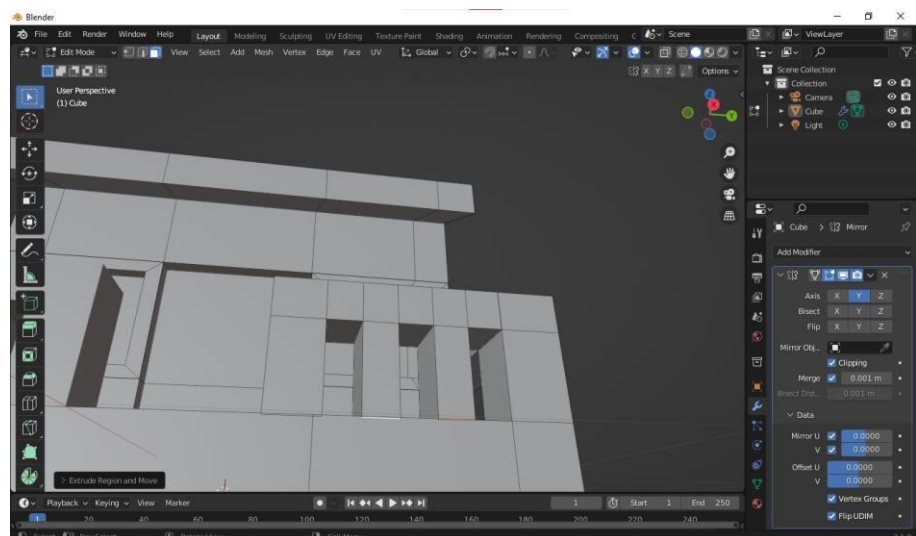 Blender
File Edit Render Window Help Layout Modeling Sculpting UV Editing Texture Paint Shading Animation Rendering Compositing Scene ViewLayer
Edit Mode View Select Add Mesh Vertex Edge Face UV Global
X Y Z Options
User Perspective
(1) Cube
Z
Y
Scene Collection
Collection
Camera
Cube
Light
Cube > Mirror
Add Modifier
Axis X Y Z
Bisect X Y Z
Flip X Y Z
Mirror Obj...
Clipping
Merge 0.001 m
Bisect Dist... 0.001 m
Data
Mirror U 0.0000
V 0.0000
Offset U 0.0000
V 0.0000
Vertex Groups
Flip UDIM
> Extrude Region and Move
Playback Keying View Marker 1 Start 1 End 250
1 20 40 60 80 100 120 140 160 180 200 220 240